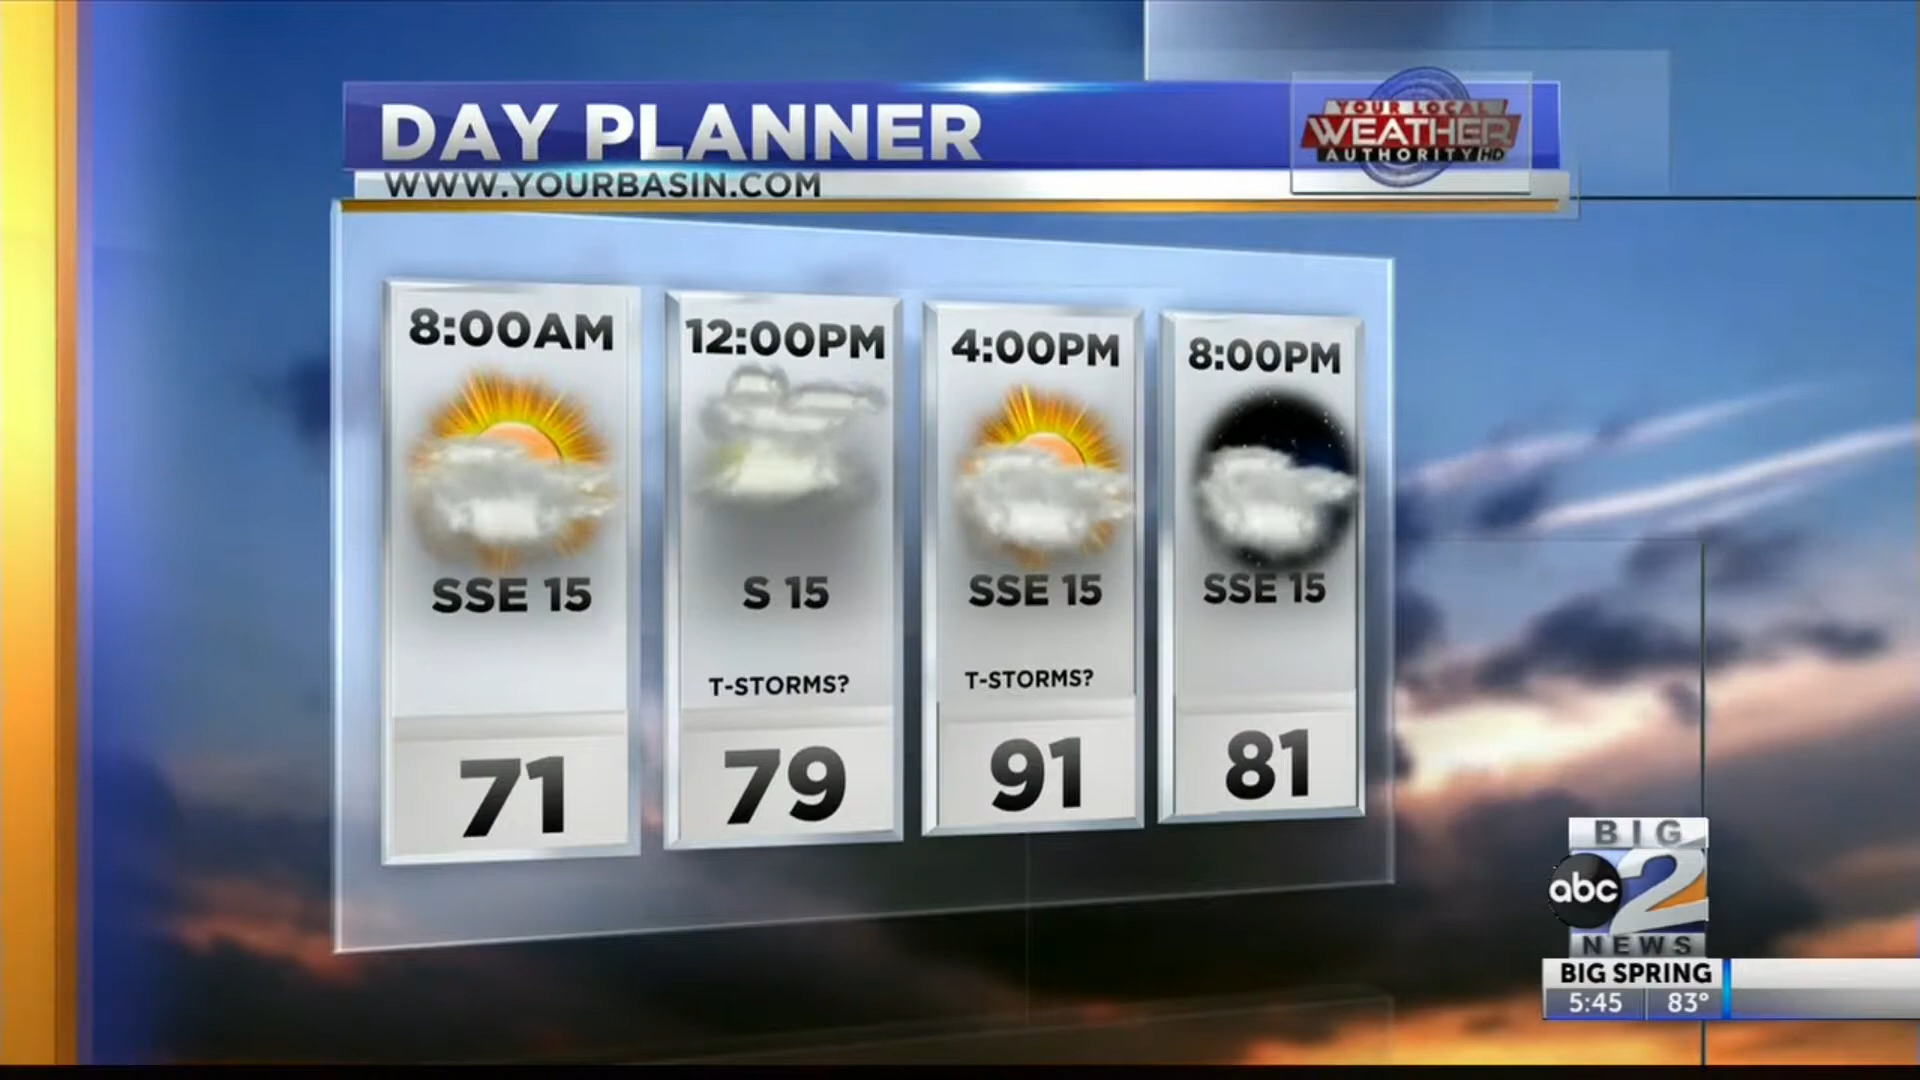 DAY PLANNER
WWW.YOURBASIN.COM
YOUR LOCAL
WEATHER
AUTHORITY HD
8:00AM
SSE 15
71
12:00PM
S 15
T-STORMS?
79
4:00PM
SSE 15
T-STORMS?
91
8:00PM
SSE 15
81
BIG
abc 2
NEWS
BIG SPRING
5:45 83°